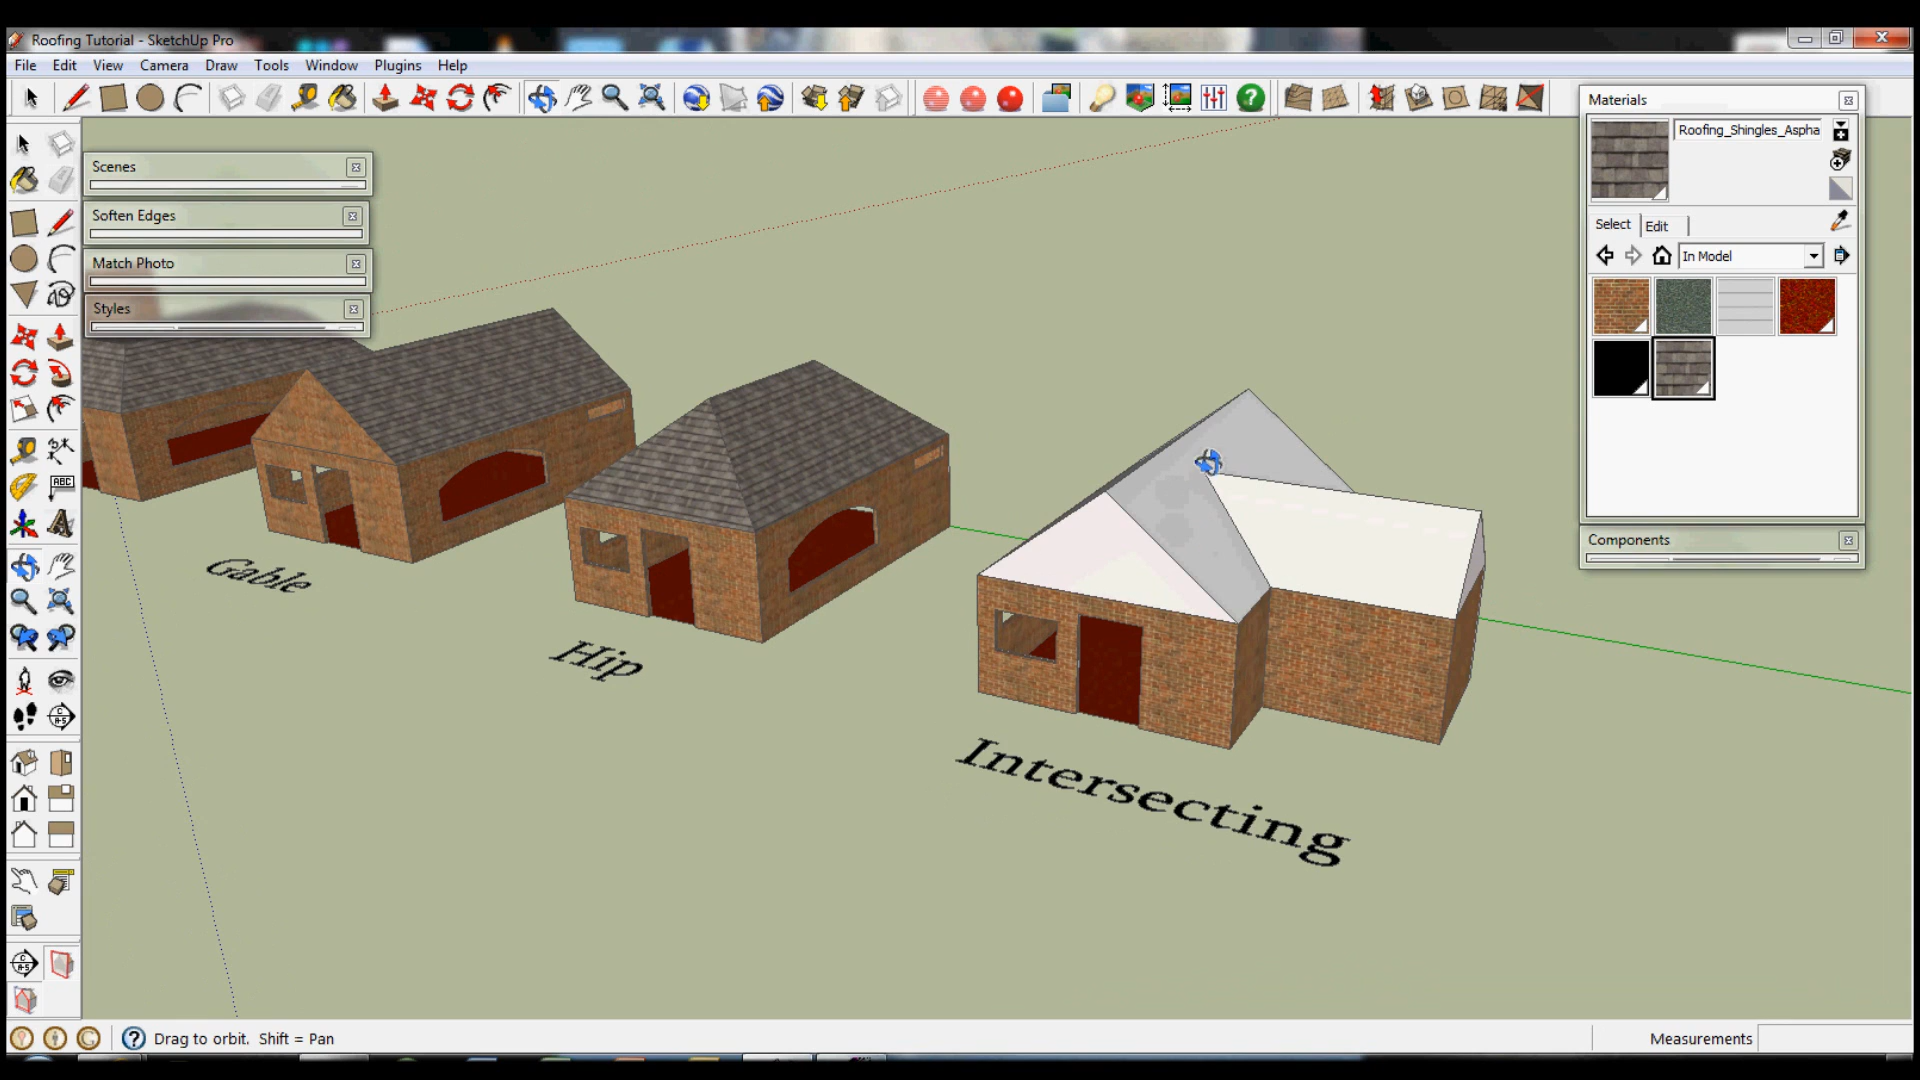 Roofing Tutorial - SketchUp Pro
File Edit View Camera Draw Tools Window Plugins Help
Materials
Roofing_Shingles_Aspha
Scenes
Soften Edges
Match Photo
Styles
Select Edit
In Model
Components
ABC
Gable
Hip
Intersecting
Drag to orbit. Shift = Pan
Measurements